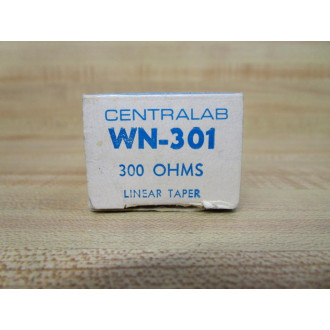 CENTRALAB
WN-301
300 OHMS
LINEAR TAPER